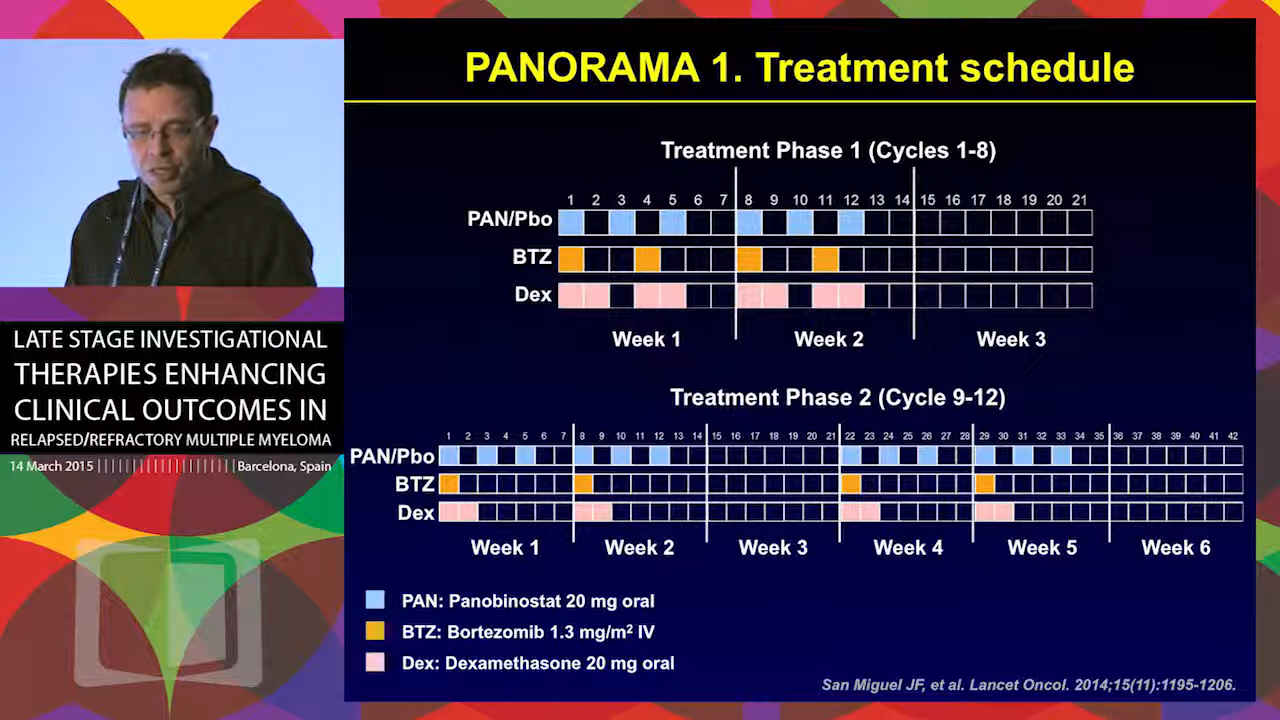 LATE STAGE INVESTIGATIONAL
THERAPIES ENHANCING
CLINICAL OUTCOMES IN
RELAPSED/REFRACTORY MULTIPLE MYELOMA
14 March 2015 ||||||||||||||||||||| Barcelona, Spain
PANORAMA 1. Treatment schedule
Treatment Phase 1 (Cycles 1-8)
1 2 3 4 5 6 7 8 9 10 11 12 13 14 15 16 17 18 19 20 21
PAN/Pbo
BTZ
Dex
Week 1 Week 2 Week 3
Treatment Phase 2 (Cycle 9-12)
1 2 3 4 5 6 7 8 9 10 11 12 13 14 15 16 17 18 19 20 21 22 23 24 25 26 27 28 29 30 31 32 33 34 35 36 37 38 39 40 41 42
PAN/Pbo
BTZ
Dex
Week 1 Week 2 Week 3 Week 4 Week 5 Week 6
PAN: Panobinostat 20 mg oral
BTZ: Bortezomib 1.3 mg/m² IV
Dex: Dexamethasone 20 mg oral
San Miguel JF, et al. Lancet Oncol. 2014;15(11):1195-1206.